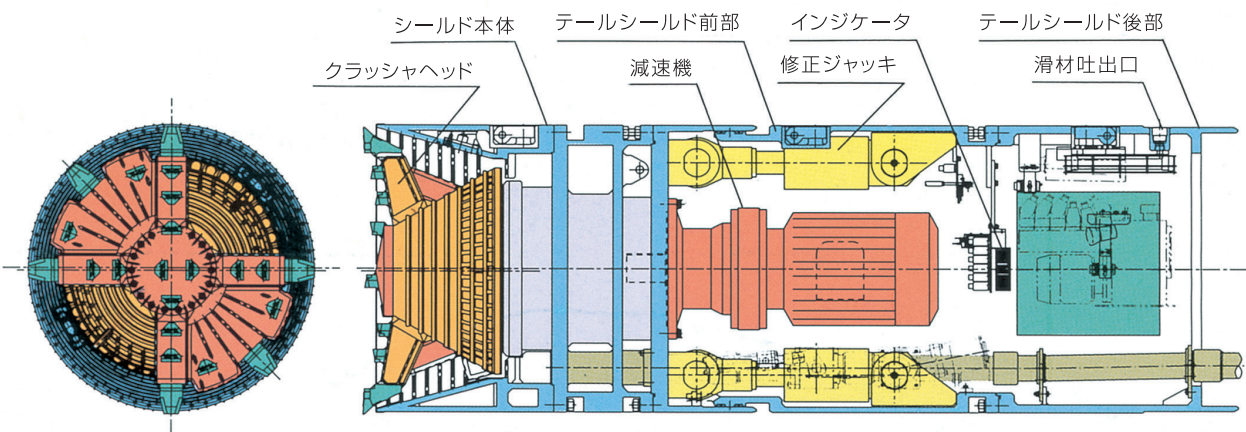 シールド本体
テールシールド前部
インジケータ
テールシールド後部
クラッシャヘッド
減速機
修正ジャッキ
滑材吐出口